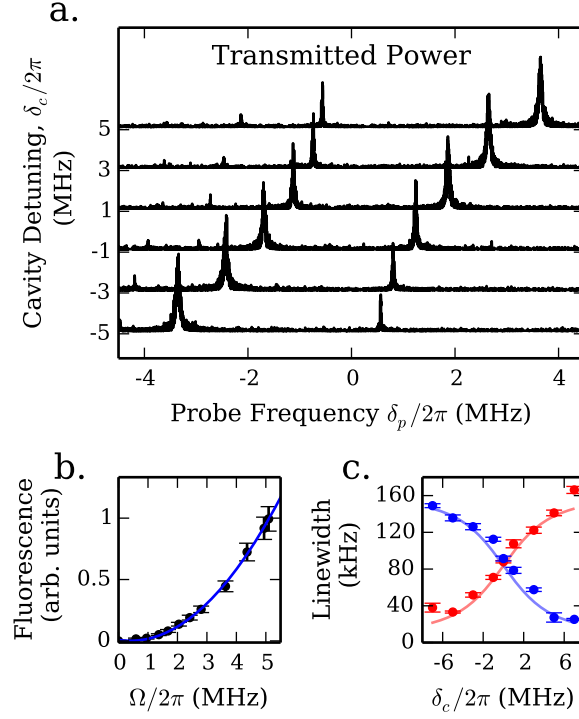 a.
Transmitted Power
Cavity Detuning, δc/2π
(MHz)
5
3
1
-1
-3
-5
-4 -2 0 2 4
Probe Frequency δp/2π (MHz)
b.
Fluorescence
(arb. units)
1
0.5
0
0 1 2 3 4 5
Ω/2π (MHz)
c.
Linewidth
(kHz)
160
120
80
40
0
-6 -2 2 6
δc/2π (MHz)